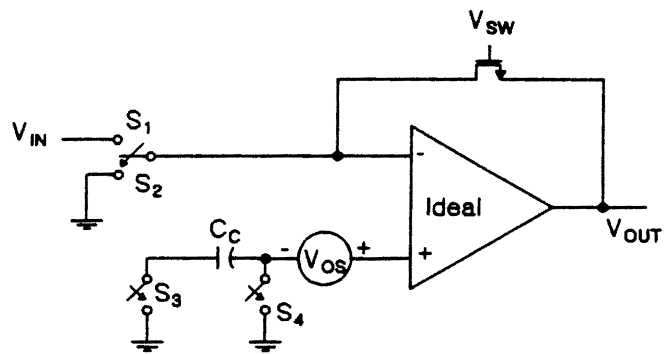 V_SW
S_1
V_IN
S_2
-
Ideal
V_OUT
C_C
- V_OS +
+
S_3
S_4